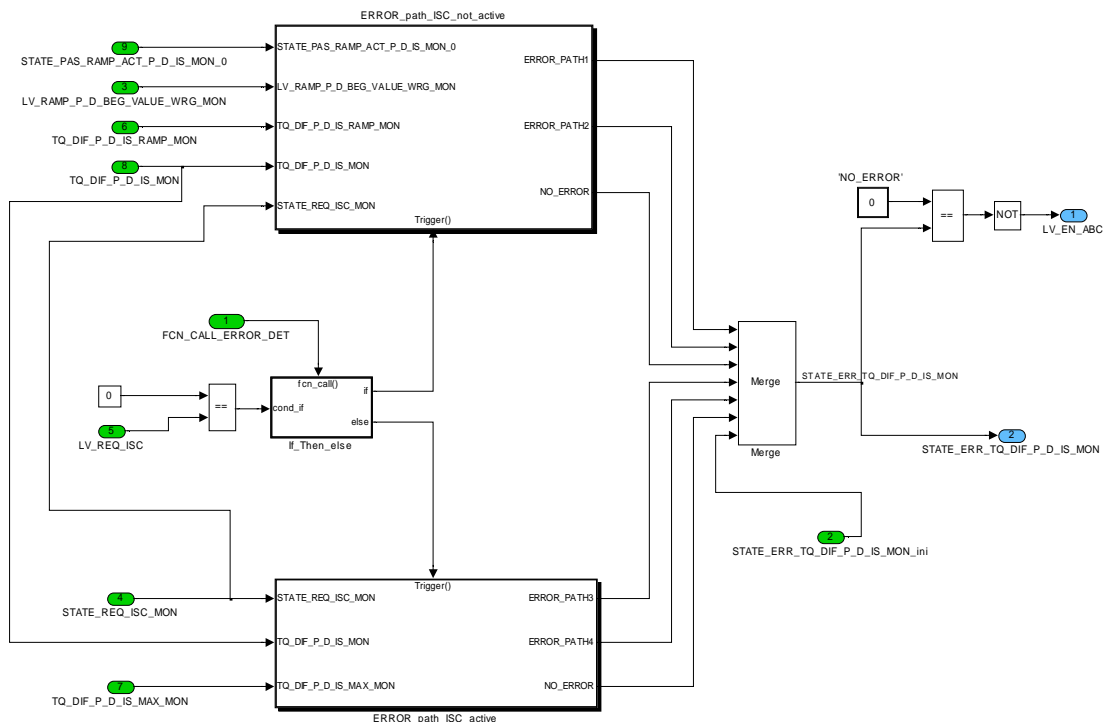 ERROR_path_ISC_not_active
9
STATE_PAS_RAMP_ACT_P_D_IS_MON_0
3
LV_RAMP_P_D_BEG_VALUE_WRG_MON
6
TQ_DIF_P_D_IS_RAMP_MON
8
TQ_DIF_P_D_IS_MON
STATE_PAS_RAMP_ACT_P_D_IS_MON_0
LV_RAMP_P_D_BEG_VALUE_WRG_MON
TQ_DIF_P_D_IS_RAMP_MON
TQ_DIF_P_D_IS_MON
STATE_REQ_ISC_MON
Trigger()
ERROR_PATH1
ERROR_PATH2
NO_ERROR
'NO_ERROR'
0
==
NOT
1
LV_EN_ABC
1
FCN_CALL_ERROR_DET
0
==
5
LV_REQ_ISC
fcn_call()
cond_if
if
else
If_Then_else
Merge
Merge
STATE_ERR_TQ_DIF_P_D_IS_MON
2
STATE_ERR_TQ_DIF_P_D_IS_MON
2
STATE_ERR_TQ_DIF_P_D_IS_MON_ini
4
STATE_REQ_ISC_MON
7
TQ_DIF_P_D_IS_MAX_MON
Trigger()
STATE_REQ_ISC_MON
TQ_DIF_P_D_IS_MON
TQ_DIF_P_D_IS_MAX_MON
ERROR_PATH3
ERROR_PATH4
NO_ERROR
ERROR_path_ISC_active